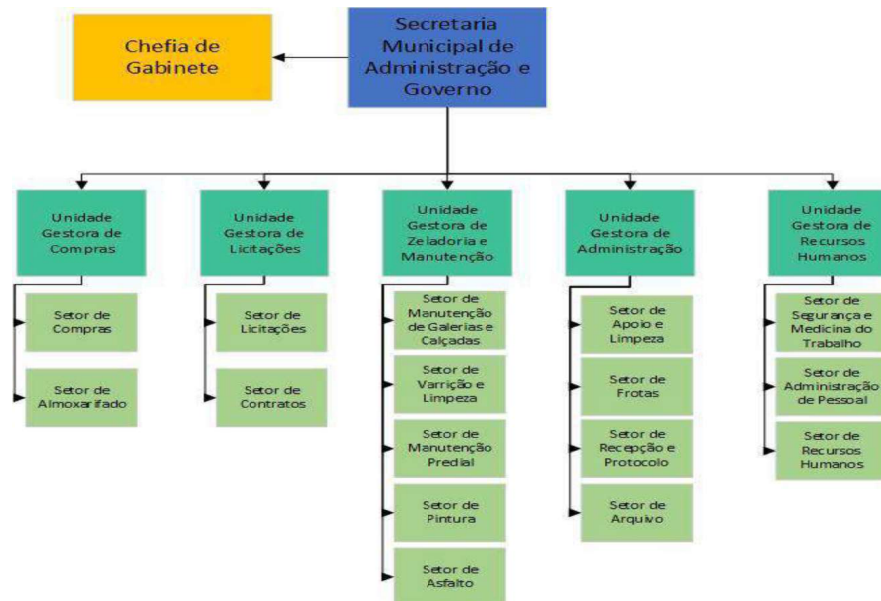 Chefia de
Gabinete
Secretaria
Municipal de
Administração e
Governo
Unidade
Gestora de
Compras
Setor de
Compras
Setor de
Almoxarifado
Unidade
Gestora de
Licitações
Setor de
Licitações
Setor de
Contratos
Unidade
Gestora de
Zeladoria e
Manutenção
Setor de
Manutenção
de Galerias e
Calçadas
Setor de
Varrição e
Limpeza
Setor de
Manutenção
Predial
Setor de
Pintura
Setor de
Asfalto
Unidade
Gestora de
Administração
Setor de
Apoio e
Limpeza
Setor de
Frotas
Setor de
Recepção e
Protocolo
Setor de
Arquivo
Unidade
Gestora de
Recursos
Humanos
Setor de
Segurança e
Medicina do
Trabalho
Setor de
Administração
de Pessoal
Setor de
Recursos
Humanos